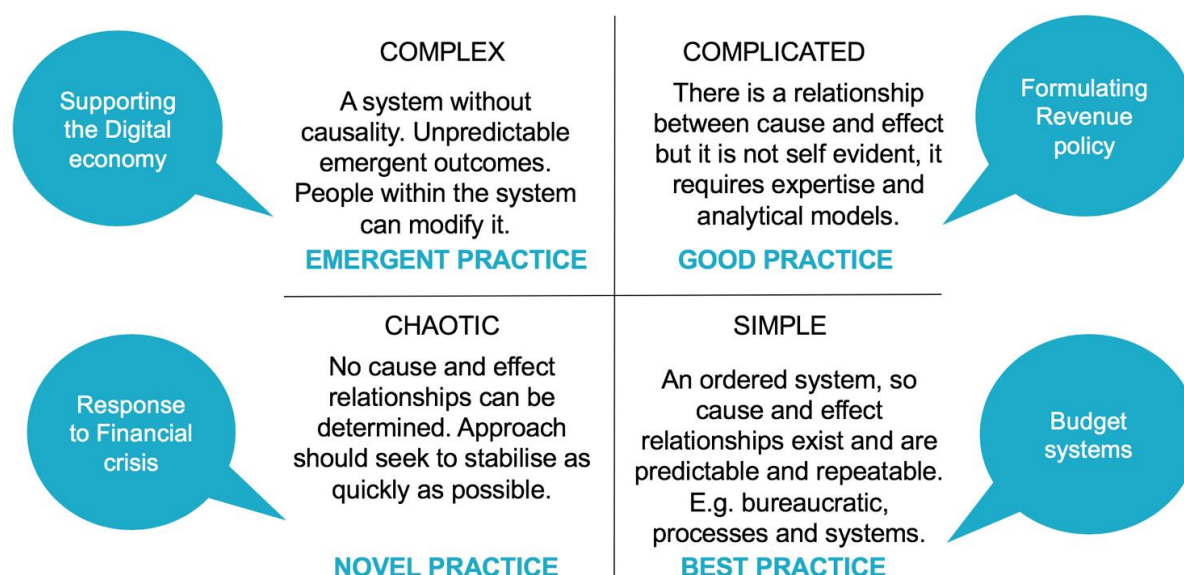 Supporting
the Digital
economy
COMPLEX
A system without
causality. Unpredictable
emergent outcomes.
People within the system
can modify it.
EMERGENT PRACTICE
COMPLICATED
There is a relationship
between cause and effect
but it is not self evident, it
requires expertise and
analytical models.
GOOD PRACTICE
Formulating
Revenue
policy
Response
to Financial
crisis
CHAOTIC
No cause and effect
relationships can be
determined. Approach
should seek to stabilise as
quickly as possible.
NOVEL PRACTICE
SIMPLE
An ordered system, so
cause and effect
relationships exist and are
predictable and repeatable.
E.g. bureaucratic,
processes and systems.
BEST PRACTICE
Budget
systems